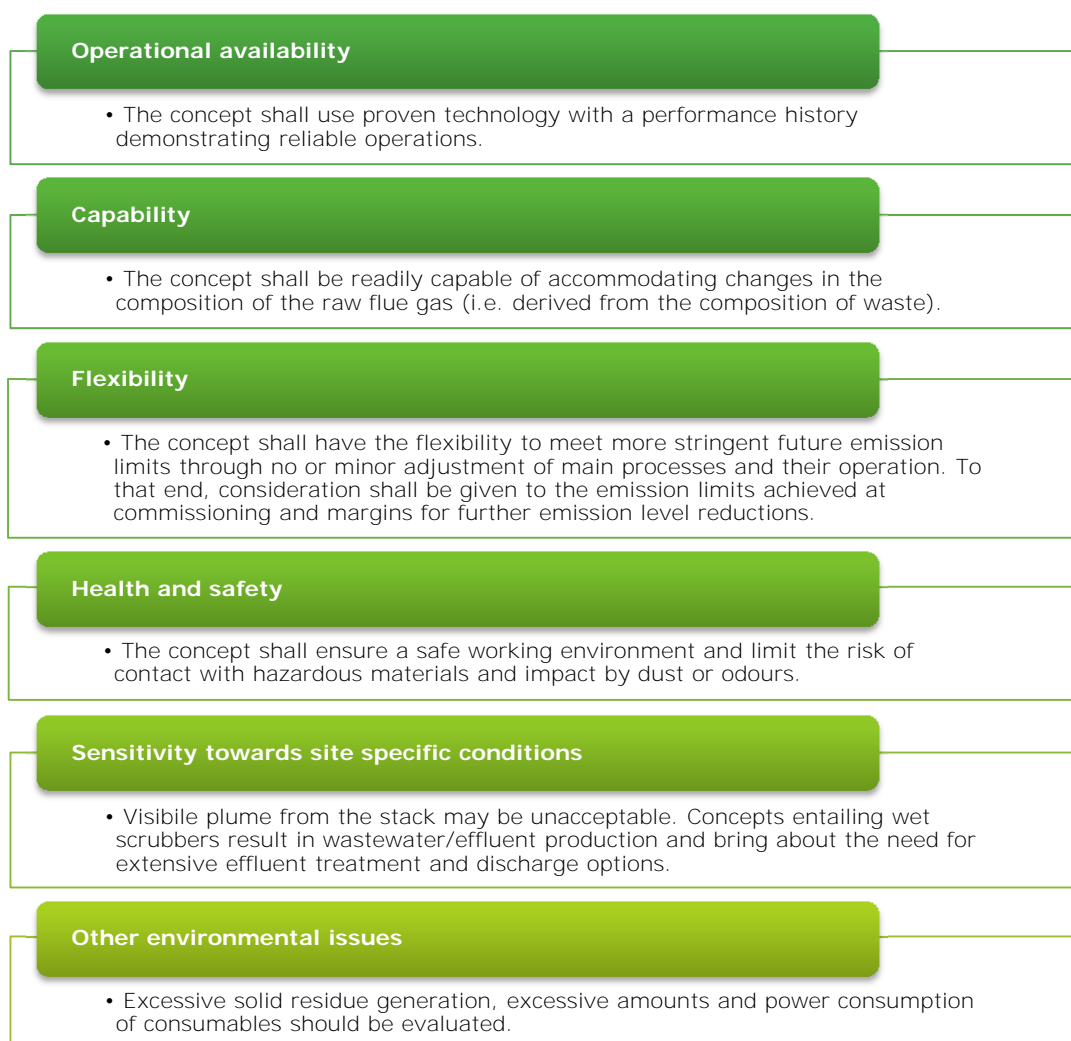 Operational availability
• The concept shall use proven technology with a performance history
demonstrating reliable operations.
Capability
• The concept shall be readily capable of accommodating changes in the
composition of the raw flue gas (i.e. derived from the composition of waste).
Flexibility
• The concept shall have the flexibility to meet more stringent future emission
limits through no or minor adjustment of main processes and their operation. To
that end, consideration shall be given to the emission limits achieved at
commissioning and margins for further emission level reductions.
Health and safety
• The concept shall ensure a safe working environment and limit the risk of
contact with hazardous materials and impact by dust or odours.
Sensitivity towards site specific conditions
• Visibile plume from the stack may be unacceptable. Concepts entailing wet
scrubbers result in wastewater/effluent production and bring about the need for
extensive effluent treatment and discharge options.
Other environmental issues
• Excessive solid residue generation, excessive amounts and power consumption
of consumables should be evaluated.